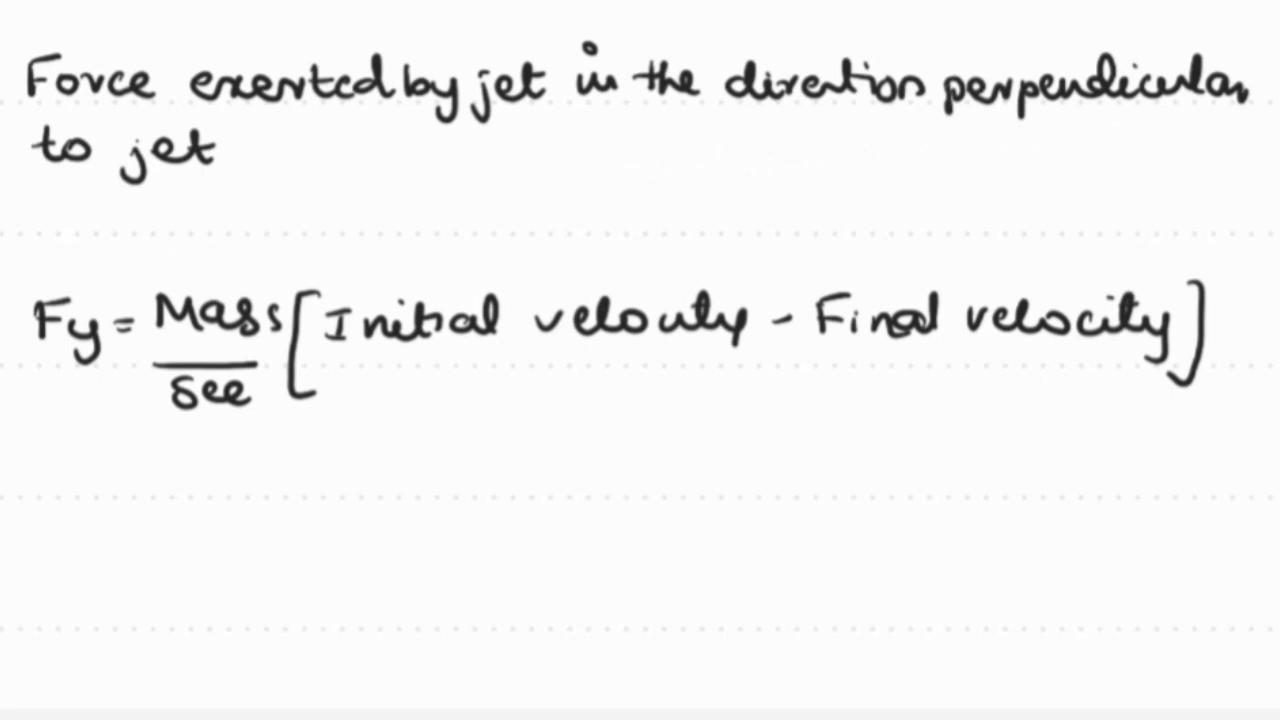 Force exerted by jet in the direction perpendicular
to jet
Fy = Mass/sec [Initial velocity - Final velocity]